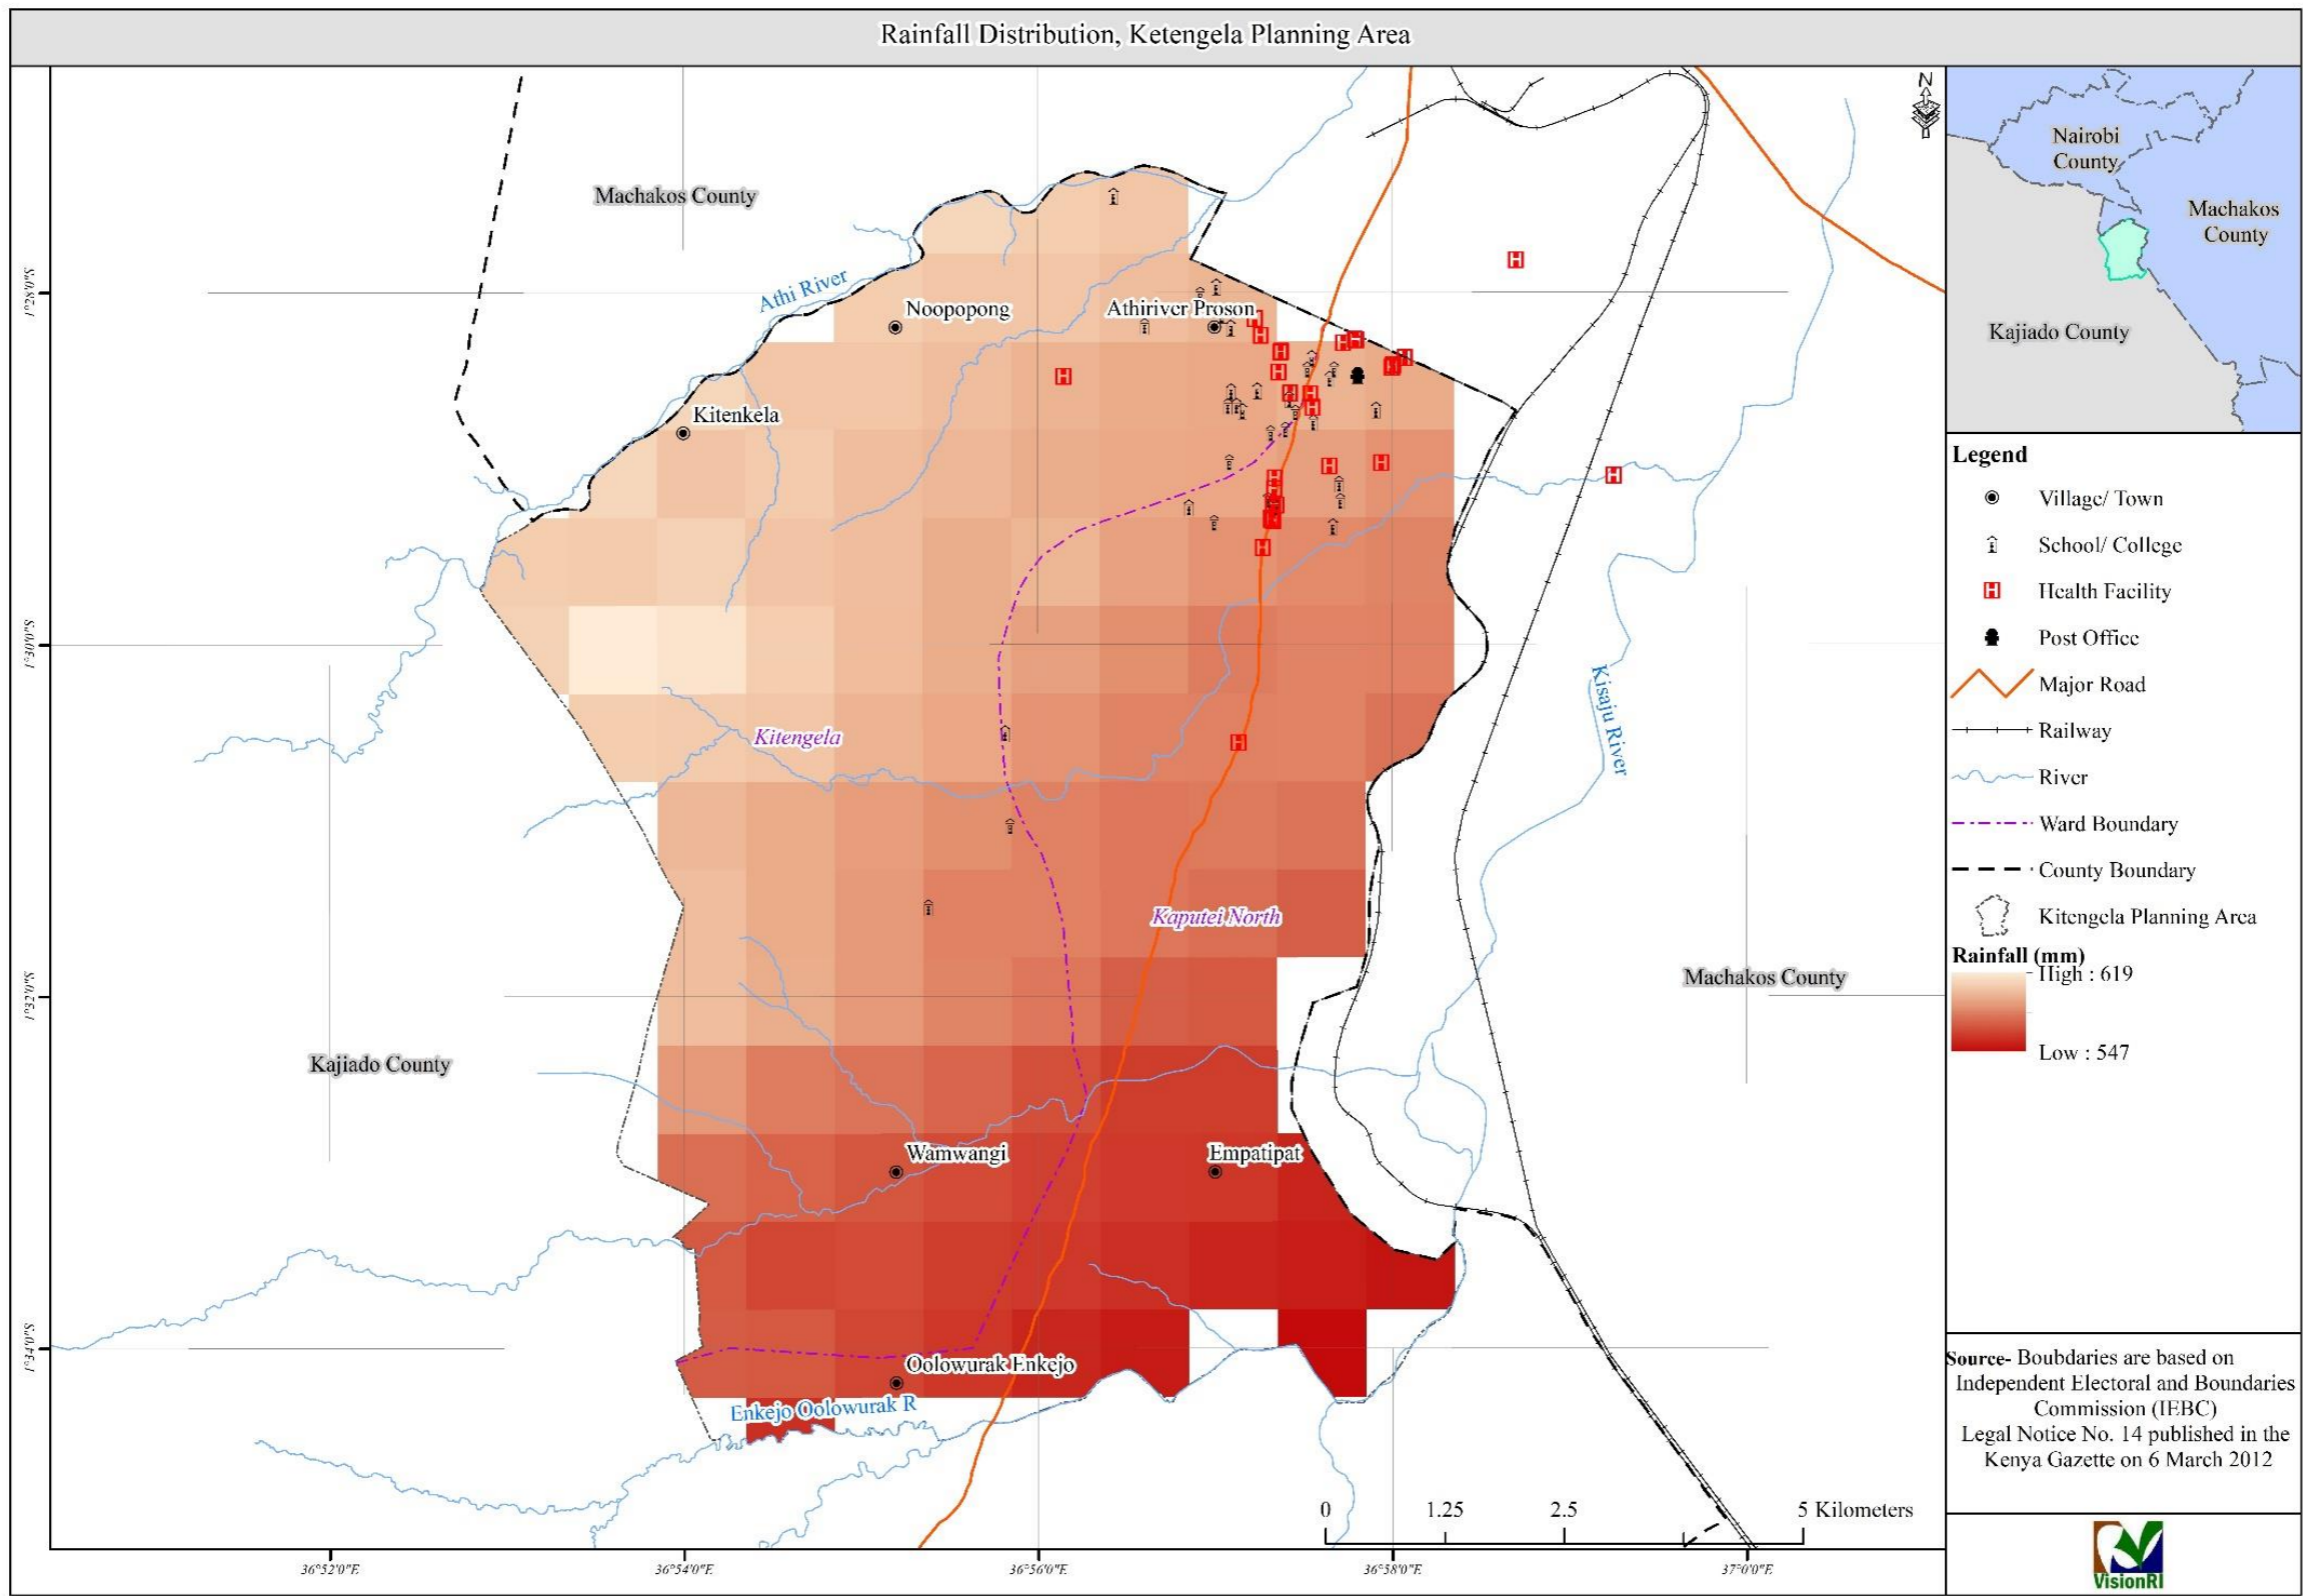 Rainfall Distribution, Ketengela Planning Area
N
Machakos County
Athi River
Noopopong
Athiriver Proson
Kitenkela
Kitengela
Kisaju River
Kaputei North
Machakos County
Kajiado County
Wamwangi
Empatipat
Oolowurak Enkejo
Enkejo Oolowurak R
0 1.25 2.5 5 Kilometers
1°28'0"S
1°30'0"S
1°32'0"S
1°34'0"S
36°52'0"E
36°54'0"E
36°56'0"E
36°58'0"E
37°0'0"E
Nairobi
County
Machakos
County
Kajiado County
Legend
Village/ Town
School/ College
H Health Facility
Post Office
Major Road
Railway
River
Ward Boundary
County Boundary
Kitengela Planning Area
Rainfall (mm)
High : 619
Low : 547
Source- Boubdaries are based on
Independent Electoral and Boundaries
Commission (IEBC)
Legal Notice No. 14 published in the
Kenya Gazette on 6 March 2012
VisionRI